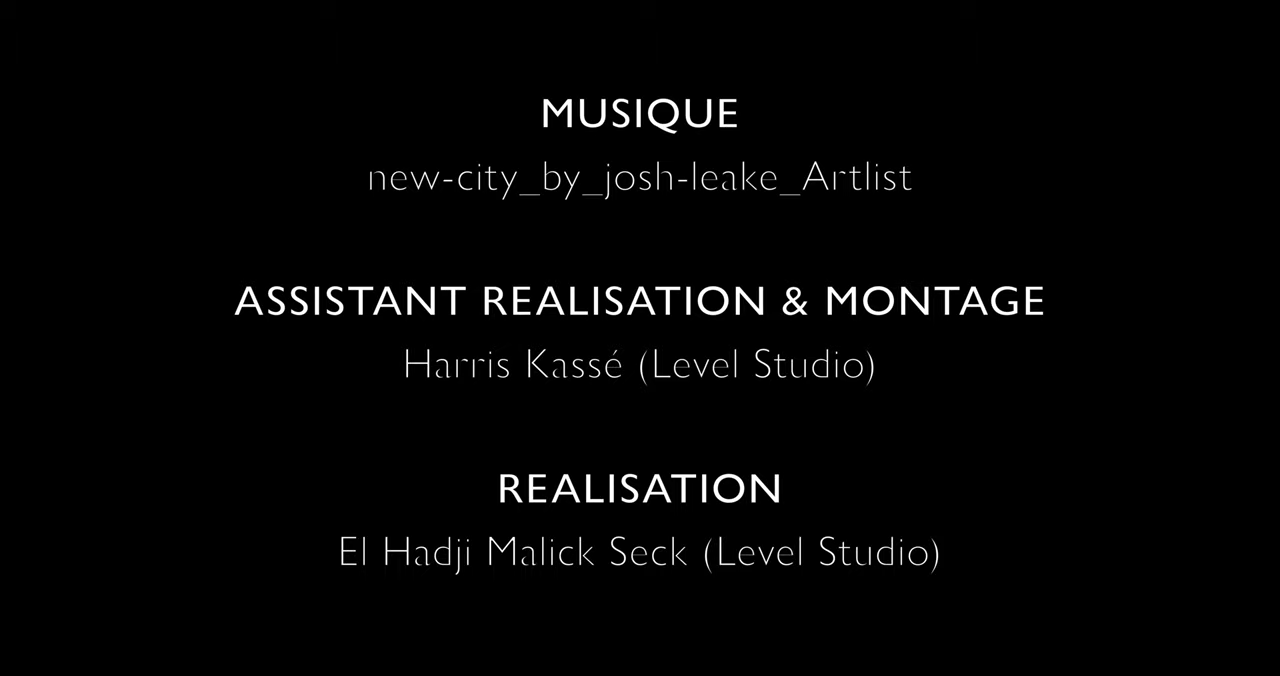 MUSIQUE
new-city_by_josh-leake_Artlist
ASSISTANT REALISATION & MONTAGE
Harris Kassé (Level Studio)
REALISATION
El Hadji Malick Seck (Level Studio)